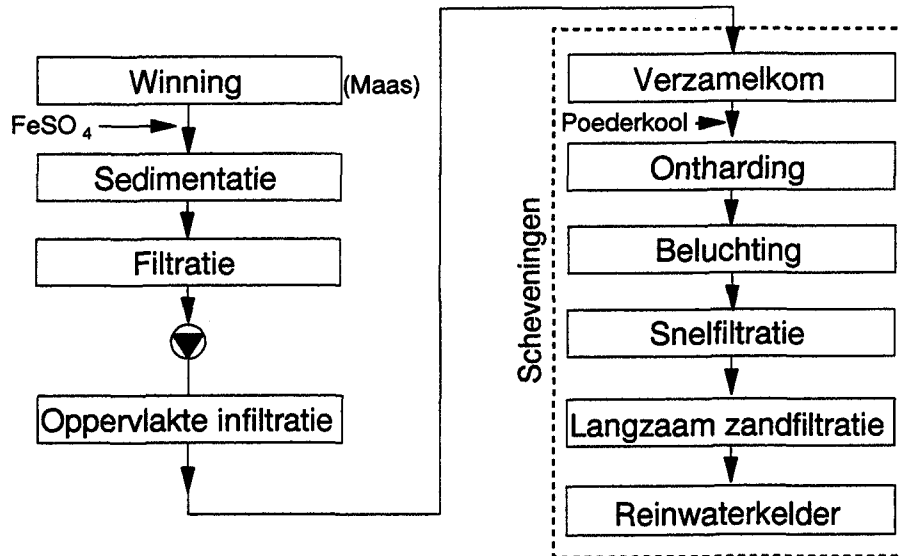 Winning
(Maas)
FeSO₄
Sedimentatie
Filtratie
Oppervlakte infiltratie
Scheveningen
Verzamelkom
Poederkool
Ontharding
Beluchting
Snelfiltratie
Langzaam zandfiltratie
Reinwaterkelder